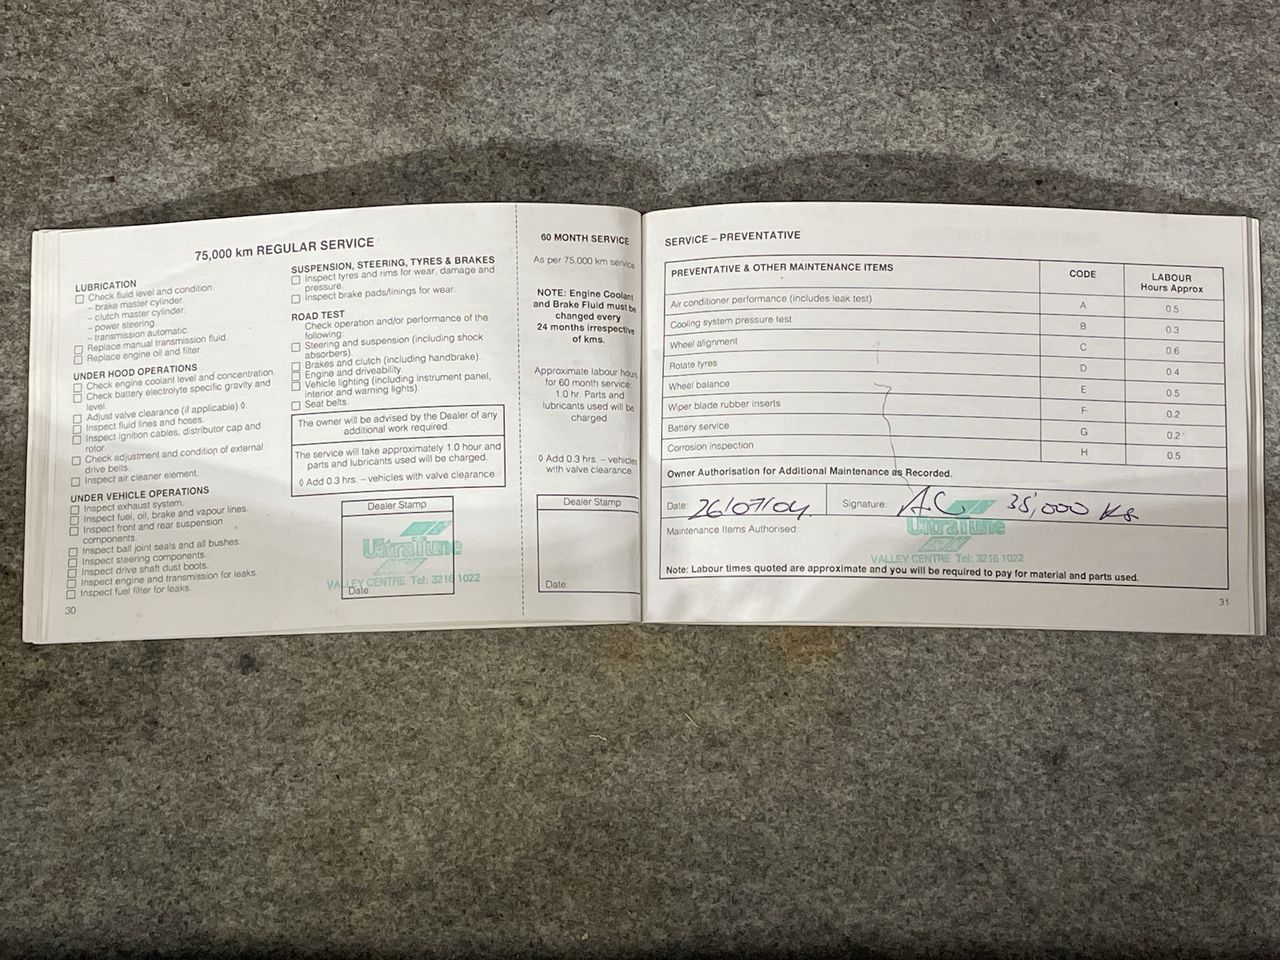 75,000 km REGULAR SERVICE
LUBRICATION
Check fluid level and condition
– brake master cylinder.
– clutch master cylinder
– power steering
– transmission automatic.
Replace manual transmission fluid.
Replace engine oil and filter.
UNDER HOOD OPERATIONS
Check engine coolant level and concentration
Check battery electrolyte specific gravity and
level.
Adjust valve clearance (if applicable) ◊.
Inspect fluid lines and hoses.
Inspect Ignition cables, distributor cap and
rotor.
Check adjustment and condition of external
drive belts.
Inspect air cleaner element.
UNDER VEHICLE OPERATIONS
Inspect exhaust system.
Inspect fuel, oil, brake and vapour lines.
Inspect front and rear suspension
components.
Inspect ball joint seals and all bushes.
Inspect steering components.
Inspect drive shaft dust boots.
Inspect engine and transmission for leaks.
Inspect fuel filter for leaks.
30
SUSPENSION, STEERING, TYRES & BRAKES
Inspect tyres and rims for wear, damage and
pressure.
Inspect brake pads/linings for wear.
ROAD TEST
Check operation and/or performance of the
following:
Steering and suspension (including shock
absorbers).
Brakes and clutch (including handbrake).
Engine and driveability.
Vehicle lighting (including instrument panel,
interior and warning lights).
Seat belts.
The owner will be advised by the Dealer of any
additional work required.
The service will take approximately 1.0 hour and
parts and lubricants used will be charged.
◊ Add 0.3 hrs. – vehicles with valve clearance.
Dealer Stamp
UltraTune
VALLEY CENTRE Tel: 3216 1022
Date:
60 MONTH SERVICE
As per 75,000 km service
NOTE: Engine Coolant
and Brake Fluid must be
changed every
24 months irrespective
of kms.
Approximate labour hours
for 60 month service
1.0 hr. Parts and
lubricants used will be
charged
◊ Add 0.3 hrs. – vehicles
with valve clearance.
Dealer Stamp
Date:
SERVICE – PREVENTATIVE
PREVENTATIVE & OTHER MAINTENANCE ITEMS CODE LABOUR
Hours Approx
Air conditioner performance (includes leak test) A 0.5
Cooling system pressure test B 0.3
Wheel alignment C 0.6
Rotate tyres D 0.4
Wheel balance E 0.5
Wiper blade rubber inserts F 0.2
Battery service G 0.2
Corrosion inspection H 0.5
Owner Authorisation for Additional Maintenance as Recorded.
Date: 26/07/04 Signature: AC 35,000 Ks
UltraTune
Maintenance Items Authorised:
VALLEY CENTRE Tel: 3216 1022
Note: Labour times quoted are approximate and you will be required to pay for material and parts used.
31